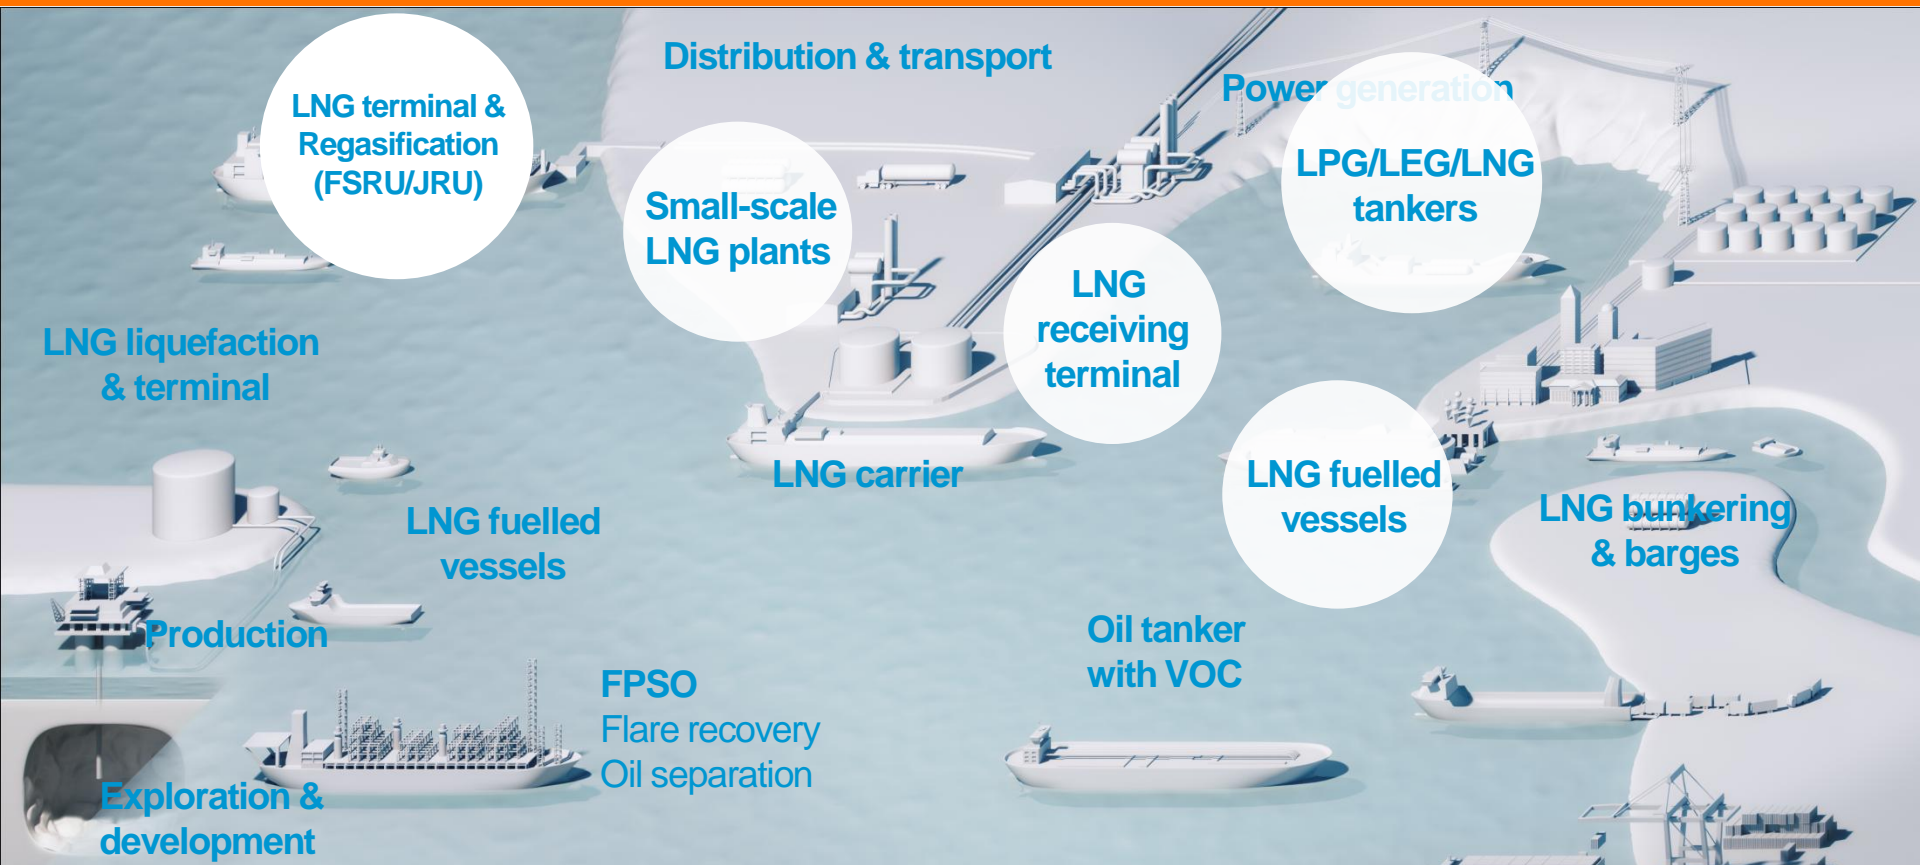 Distribution & transport
Power generation
LNG terminal &
Regasification
(FSRU/JRU)
LPG/LEG/LNG
tankers
Small-scale
LNG plants
LNG
receiving
terminal
LNG liquefaction
& terminal
LNG carrier
LNG fuelled
vessels
LNG bunkering
& barges
LNG fuelled
vessels
Production
Oil tanker
with VOC
FPSO
Flare recovery
Oil separation
Exploration &
development